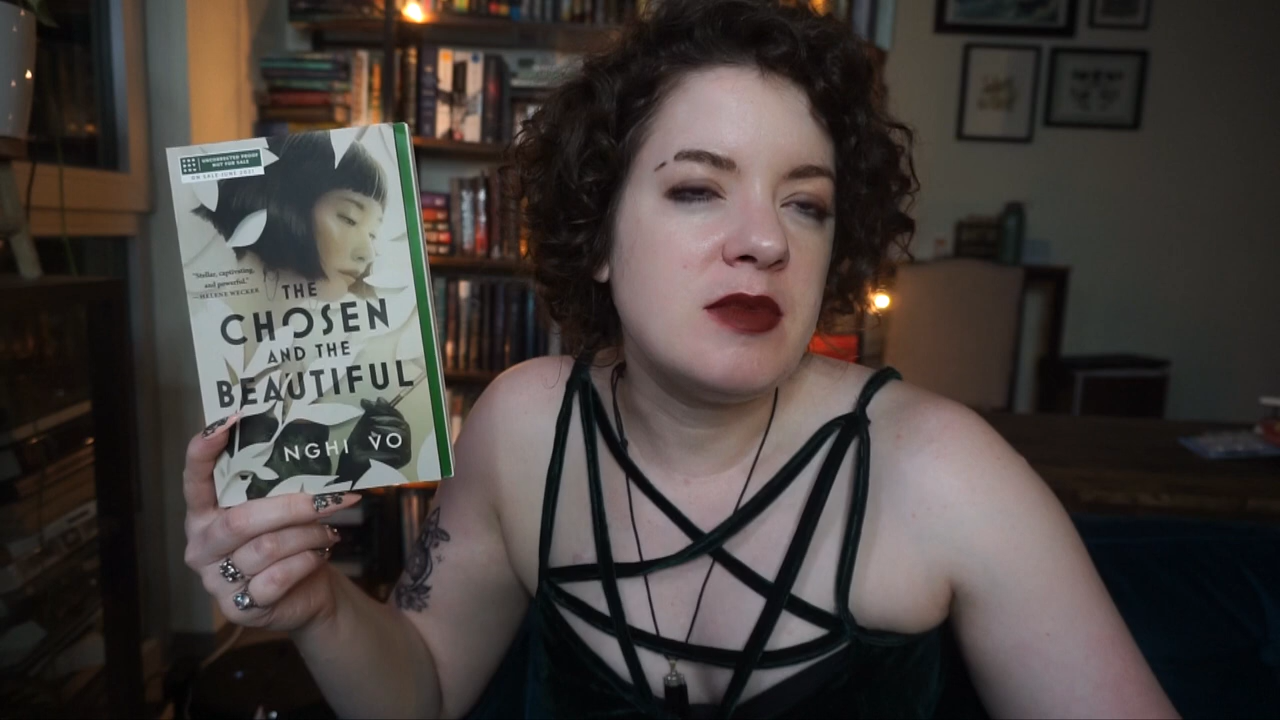 UNCORRECTED PROOF
NOT FOR SALE
ON SALE JUNE 2021
"Stellar, captivating,
and powerful."
—HELENE WECKER
THE
CHOSEN
AND THE
BEAUTIFUL
NGHI VO